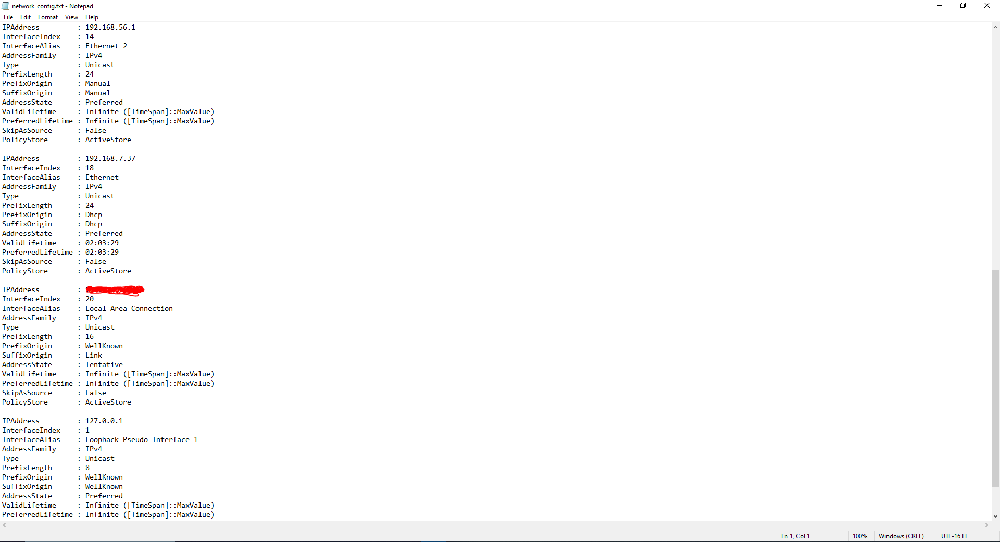 network_config.txt - Notepad
File Edit Format View Help
IPAddress : 192.168.56.1
InterfaceIndex : 14
InterfaceAlias : Ethernet 2
AddressFamily : IPv4
Type : Unicast
PrefixLength : 24
PrefixOrigin : Manual
SuffixOrigin : Manual
AddressState : Preferred
ValidLifetime : Infinite ([TimeSpan]::MaxValue)
PreferredLifetime : Infinite ([TimeSpan]::MaxValue)
SkipAsSource : False
PolicyStore : ActiveStore
IPAddress : 192.168.7.37
InterfaceIndex : 18
InterfaceAlias : Ethernet
AddressFamily : IPv4
Type : Unicast
PrefixLength : 24
PrefixOrigin : Dhcp
SuffixOrigin : Dhcp
AddressState : Preferred
ValidLifetime : 02:03:29
PreferredLifetime : 02:03:29
SkipAsSource : False
PolicyStore : ActiveStore
IPAddress :
InterfaceIndex : 20
InterfaceAlias : Local Area Connection
AddressFamily : IPv4
Type : Unicast
PrefixLength : 16
PrefixOrigin : WellKnown
SuffixOrigin : Link
AddressState : Tentative
ValidLifetime : Infinite ([TimeSpan]::MaxValue)
PreferredLifetime : Infinite ([TimeSpan]::MaxValue)
SkipAsSource : False
PolicyStore : ActiveStore
IPAddress : 127.0.0.1
InterfaceIndex : 1
InterfaceAlias : Loopback Pseudo-Interface 1
AddressFamily : IPv4
Type : Unicast
PrefixLength : 8
PrefixOrigin : WellKnown
SuffixOrigin : WellKnown
AddressState : Preferred
ValidLifetime : Infinite ([TimeSpan]::MaxValue)
PreferredLifetime : Infinite ([TimeSpan]::MaxValue)
Ln 1, Col 1 100% Windows (CRLF) UTF-16 LE